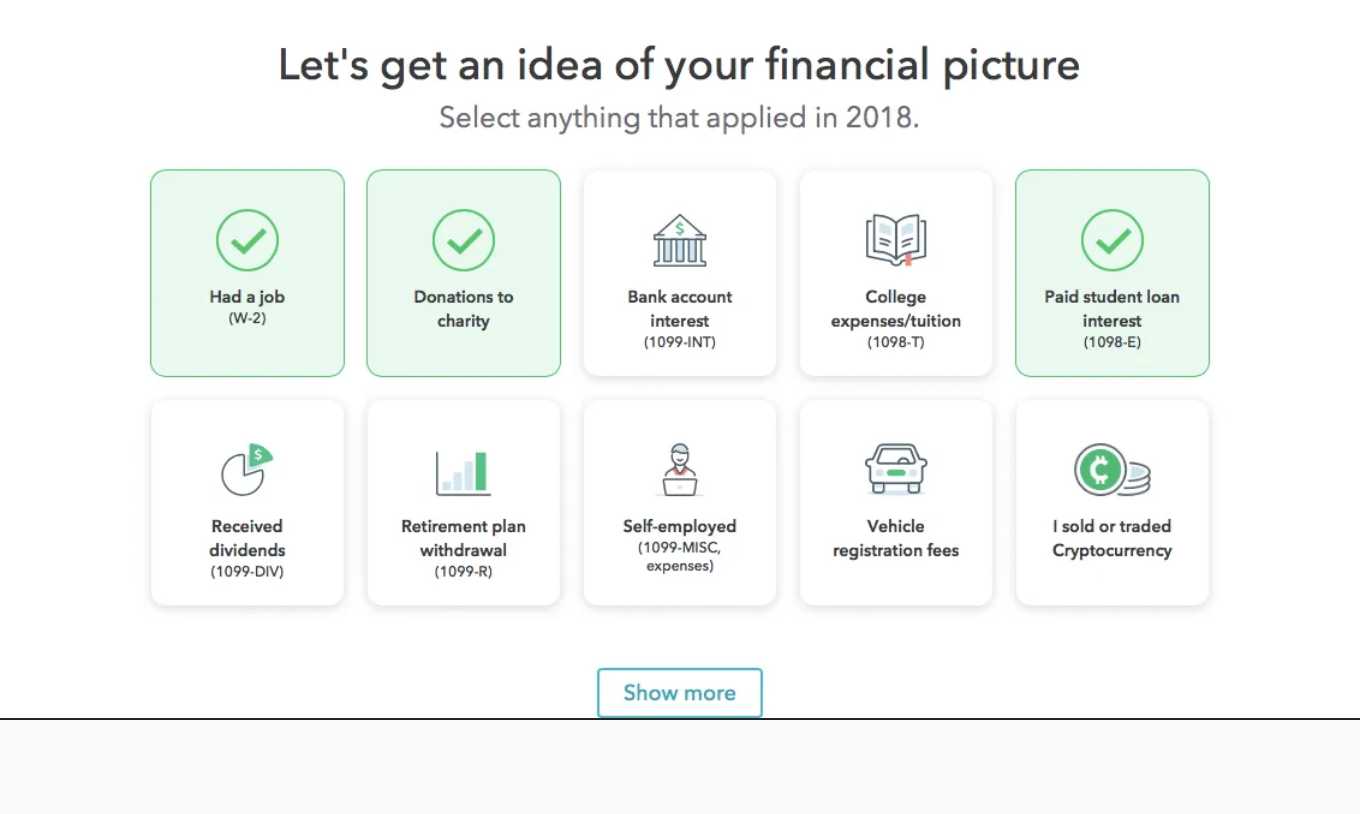 Let's get an idea of your financial picture
Select anything that applied in 2018.
Had a job
(W-2)
Donations to
charity
$
Bank account
interest
(1099-INT)
College
expenses/tuition
(1098-T)
Paid student loan
interest
(1098-E)
$
Received
dividends
(1099-DIV)
Retirement plan
withdrawal
(1099-R)
Self-employed
(1099-MISC,
expenses)
Vehicle
registration fees
I sold or traded
Cryptocurrency
Show more